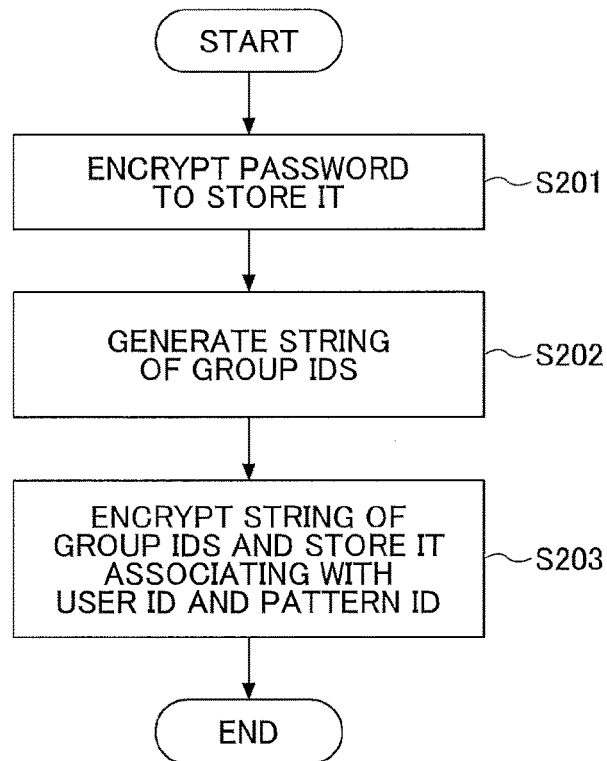 START
ENCRYPT PASSWORD
TO STORE IT
S201
GENERATE STRING
OF GROUP IDS
S202
ENCRYPT STRING OF
GROUP IDS AND STORE IT
ASSOCIATING WITH
USER ID AND PATTERN ID
S203
END